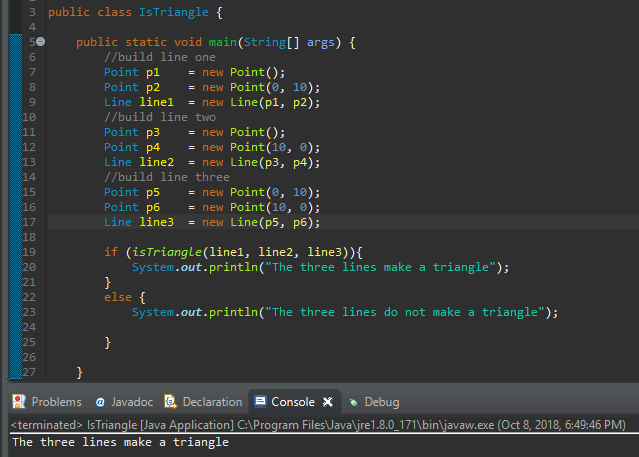 3 public class IsTriangle {
4
5 public static void main(String[] args) {
6 //build line one
7 Point p1 = new Point();
8 Point p2 = new Point(0, 10);
9 Line line1 = new Line(p1, p2);
10 //build line two
11 Point p3 = new Point();
12 Point p4 = new Point(10, 0);
13 Line line2 = new Line(p3, p4);
14 //build line three
15 Point p5 = new Point(0, 10);
16 Point p6 = new Point(10, 0);
17 Line line3 = new Line(p5, p6);
18
19 if (isTriangle(line1, line2, line3)){
20 System.out.println("The three lines make a triangle");
21 }
22 else {
23 System.out.println("The three lines do not make a triangle");
24
25 }
26
27 }
Problems @ Javadoc Declaration Console Debug
<terminated> IsTriangle [Java Application] C:\Program Files\Java\jre1.8.0_171\bin\javaw.exe (Oct 8, 2018, 6:49:46 PM)
The three lines make a triangle